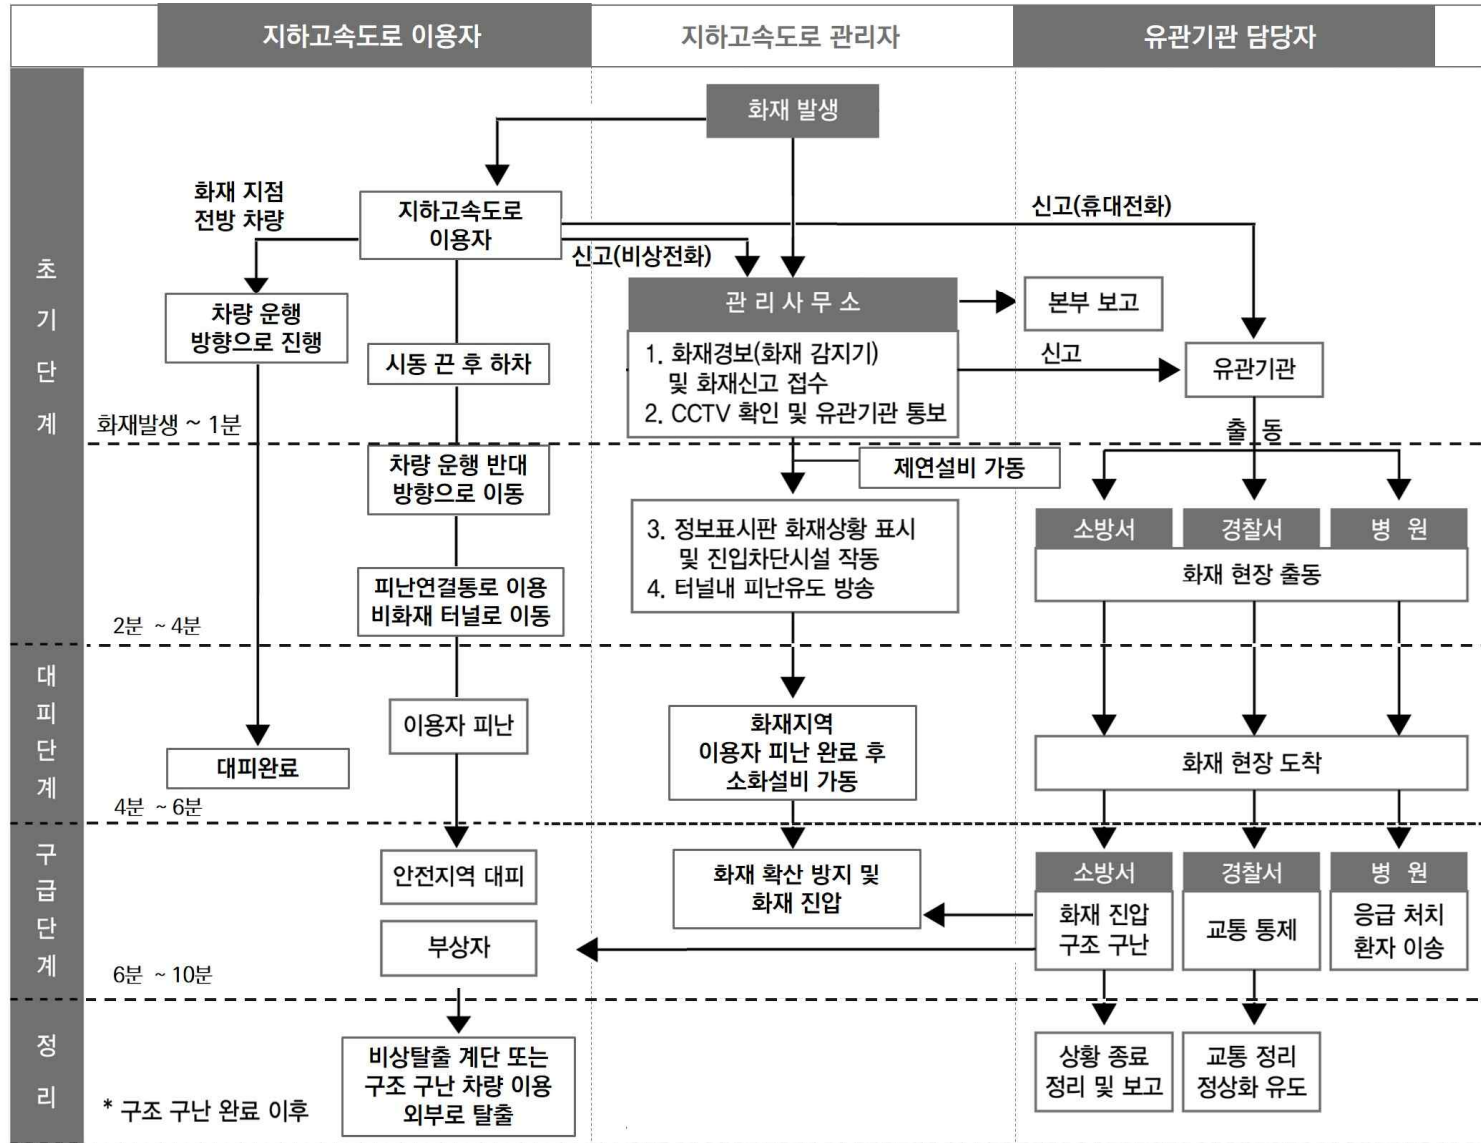 지하고속도로 이용자
지하고속도로 관리자
유관기관 담당자
초
기
단
계
화재 발생
화재 지점
전방 차량
지하고속도로
이용자
신고(휴대전화)
신고(비상전화)
차량 운행
방향으로 진행
시동 끈 후 하차
관 리 사 무 소
1. 화재경보(화재 감지기)
및 화재신고 접수
2. CCTV 확인 및 유관기관 통보
본부 보고
신고
유관기관
화재발생 ~ 1분
출 동
차량 운행 반대
방향으로 이동
제연설비 가동
3. 정보표시판 화재상황 표시
및 진입차단시설 작동
4. 터널내 피난유도 방송
소방서
경찰서
병 원
화재 현장 출동
피난연결통로 이용
비화재 터널로 이동
2분 ~ 4분
대
피
단
계
이용자 피난
대피완료
화재지역
이용자 피난 완료 후
소화설비 가동
화재 현장 도착
4분 ~ 6분
구
급
단
계
안전지역 대피
부상자
화재 확산 방지 및
화재 진압
소방서
화재 진압
구조 구난
경찰서
교통 통제
병 원
응급 처치
환자 이송
6분 ~ 10분
정
리
* 구조 구난 완료 이후
비상탈출 계단 또는
구조 구난 차량 이용
외부로 탈출
상황 종료
정리 및 보고
교통 정리
정상화 유도